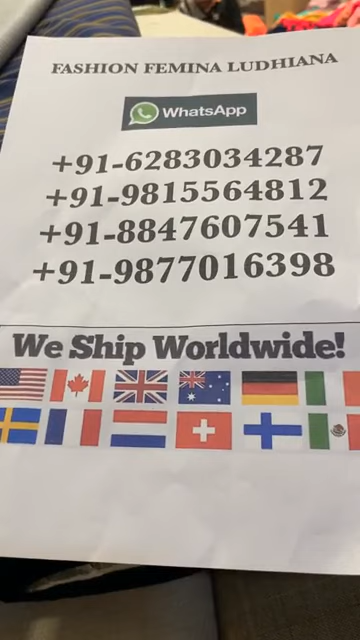 FASHION FEMINA LUDHIANA
WhatsApp
+91-6283034287
+91-9815564812
+91-8847607541
+91-9877016398
We Ship Worldwide!